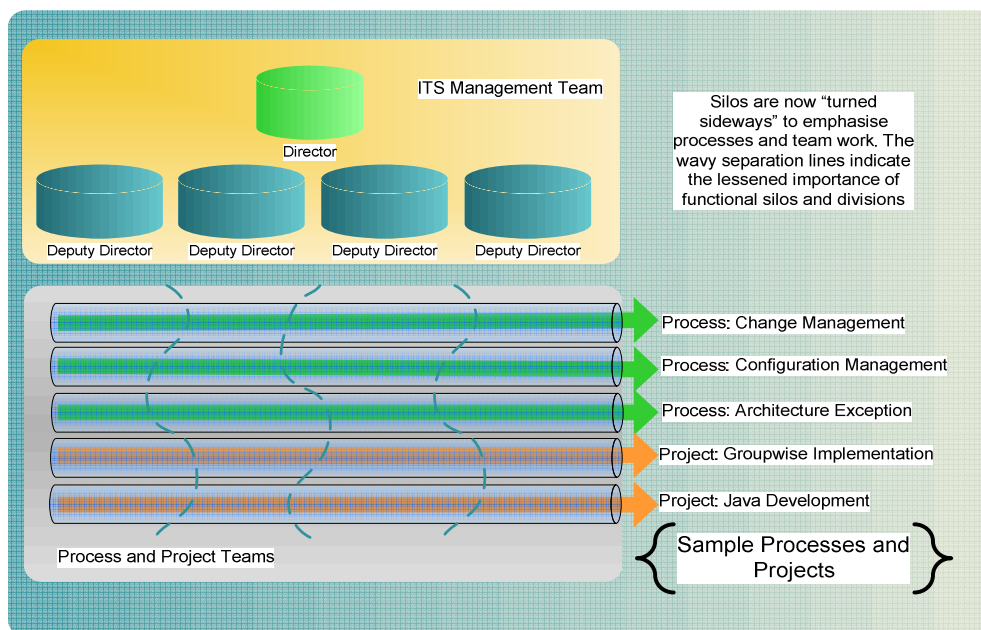 ITS Management Team
Director
Deputy Director
Deputy Director
Deputy Director
Deputy Director
Silos are now “turned
sideways” to emphasise
processes and team work. The
wavy separation lines indicate
the lessened importance of
functional silos and divisions
Process: Change Management
Process: Configuration Management
Process: Architecture Exception
Project: Groupwise Implementation
Project: Java Development
Process and Project Teams
Sample Processes and
Projects